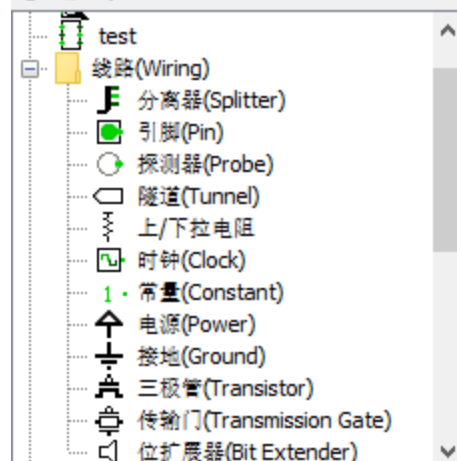 test
线路(Wiring)
分离器(Splitter)
引脚(Pin)
探测器(Probe)
隧道(Tunnel)
上/下拉电阻
时钟(Clock)
1 常量(Constant)
电源(Power)
接地(Ground)
三极管(Transistor)
传输门(Transmission Gate)
位扩展器(Bit Extender)